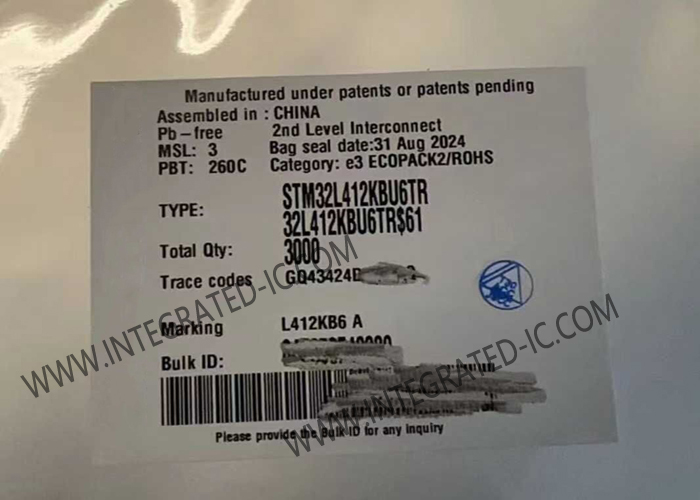 Manufactured under patents or patents pending
Assembled in : CHINA
Pb-free 2nd Level Interconnect
MSL: 3 Bag seal date:31 Aug 2024
PBT: 260C Category: e3 ECOPACK2/ROHS
TYPE: STM32L412KBU6TR
32L412KBU6TR$61
Total Qty: 3000
Trace codes GQ43424
Marking L412KB6 A
Bulk ID:
Please provide the Bulk ID for any inquiry
WWW.INTEGRATED-IC.COM
WWW.INTEGRATED-IC.COM